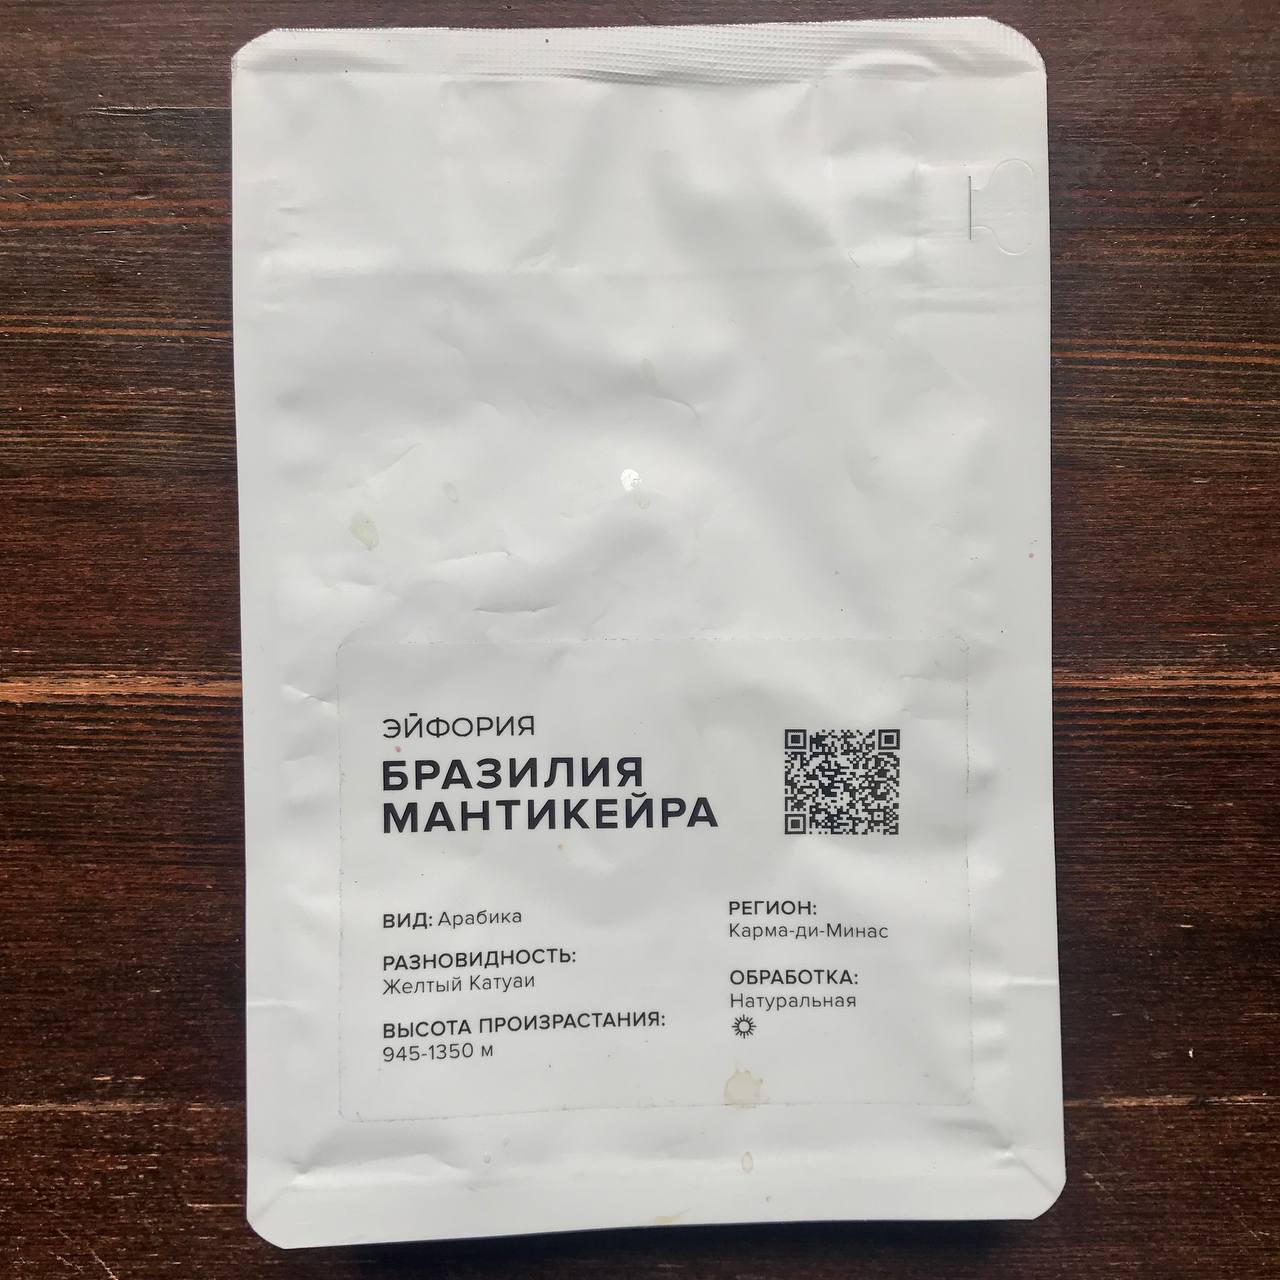 ЭЙФОРИЯ
БРАЗИЛИЯ
МАНТИКЕЙРА
ВИД: Арабика
РАЗНОВИДНОСТЬ:
Желтый Катуаи
ВЫСОТА ПРОИЗРАСТАНИЯ:
945-1350 м
РЕГИОН:
Карма-ди-Минас
ОБРАБОТКА:
Натуральная